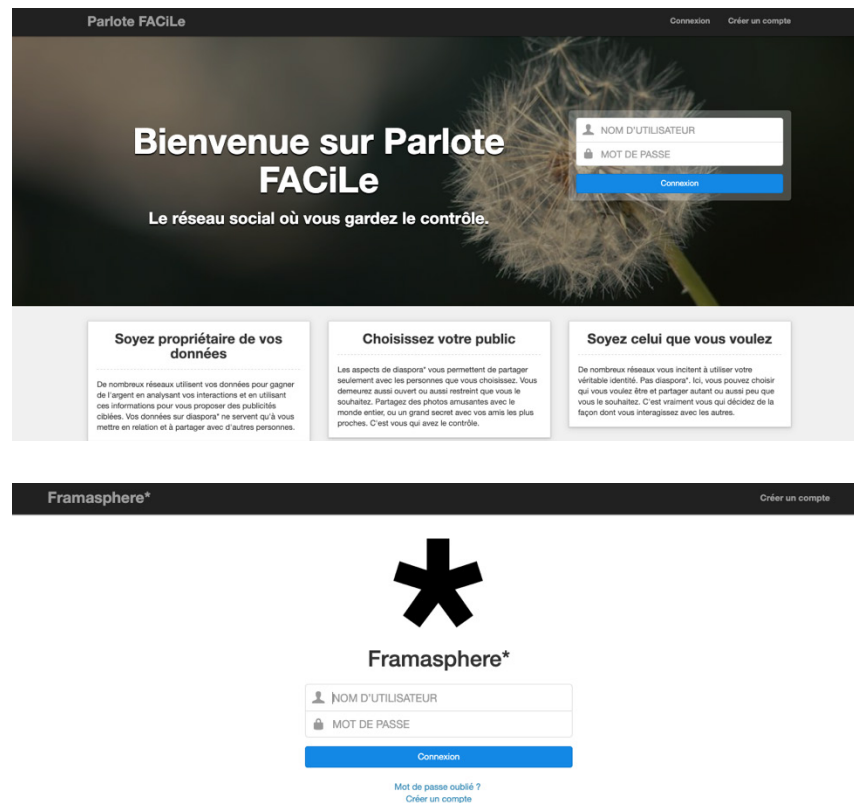 Parlote FACiLe
Connexion Créer un compte
Bienvenue sur Parlote
FACiLe
Le réseau social où vous gardez le contrôle.
NOM D'UTILISATEUR
MOT DE PASSE
Connexion
Soyez propriétaire de vos
données
De nombreux réseaux utilisent vos données pour gagner
de l'argent en analysant vos interactions et en utilisant
ces informations pour vous proposer des publicités
ciblées. Vos données sur diaspora* ne servent qu'à vous
mettre en relation et à partager avec d'autres personnes.
Choisissez votre public
Les aspects de diaspora* vous permettent de partager
seulement avec les personnes que vous choisissez. Vous
demeurez aussi ouvert ou aussi restreint que vous le
souhaitez. Partagez des photos amusantes avec le
monde entier, ou un grand secret avec vos amis les plus
proches. C'est vous qui avez le contrôle.
Soyez celui que vous voulez
De nombreux réseaux vous incitent à utiliser votre
véritable identité. Pas diaspora*. Ici, vous pouvez choisir
qui vous voulez être et partager autant ou aussi peu que
vous le souhaitez. C'est vraiment vous qui décidez de la
façon dont vous interagissez avec les autres.
Framasphere*
Créer un compte
*
Framasphere*
NOM D'UTILISATEUR
MOT DE PASSE
Connexion
Mot de passe oublié ?
Créer un compte